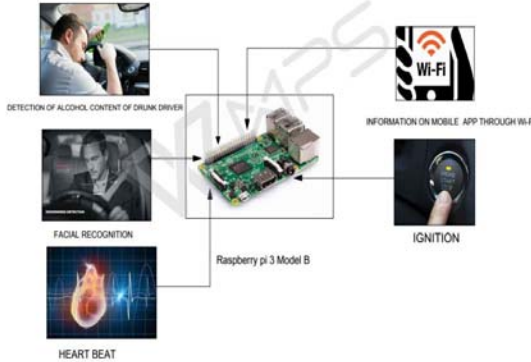 Wi-Fi
DETECTION OF ALCOHOL CONTENT OF DRUNK DRIVER
INFORMATION ON MOBILE APP THROUGH Wi-F
FACIAL RECOGNITION
IGNITION
Raspberry pi 3 Model B
HEART BEAT